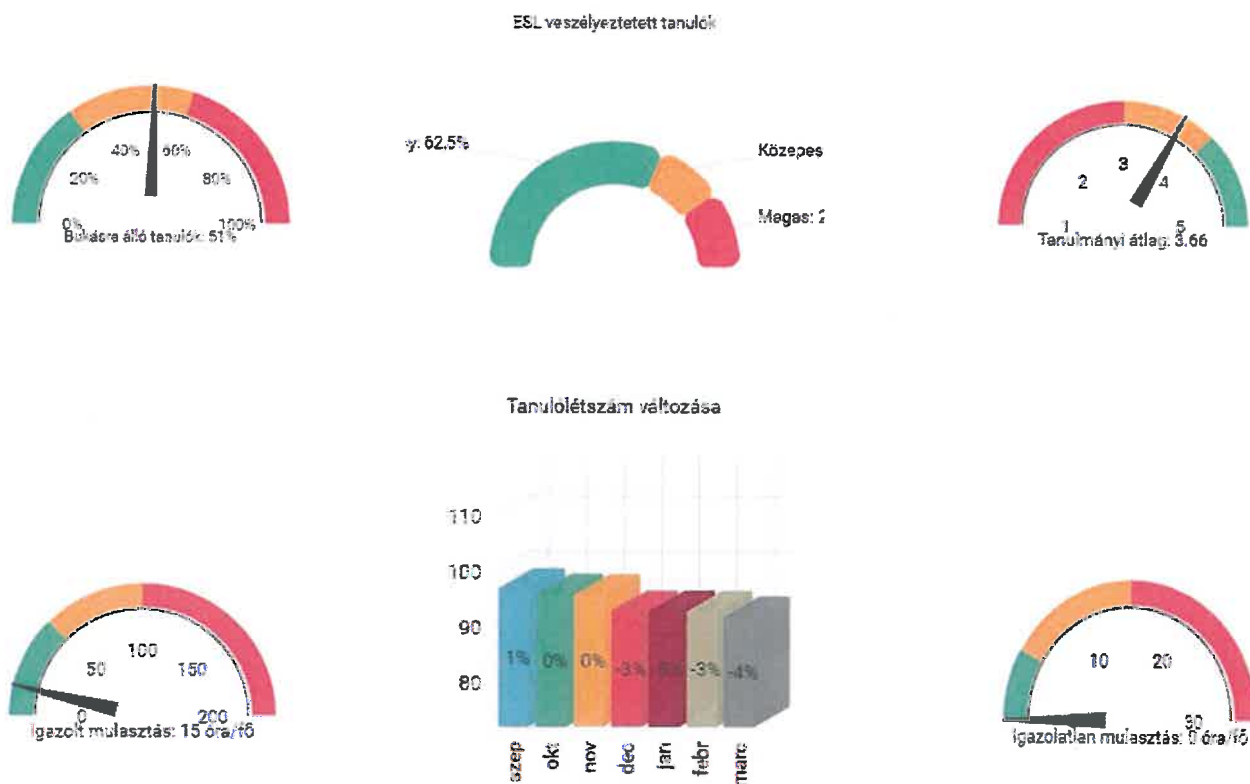 ESL veszélyeztetett tanulók
0%
20%
40%
60%
80%
100%
Bukásra álló tanulók: 51%
y: 62.5%
Közepes
Magas: 2
1
2
3
4
5
Tanulmányi átlag: 3.66
Tanulólétszám változása
110
100
90
80
1%
0%
0%
-3%
-3%
-4%
szep
okt
nov
dec
jan
febr
marc
0
50
100
150
200
Igazolt mulasztás: 15 óra/fő
10
20
30
Igazolatlan mulasztás: 0 óra/fő